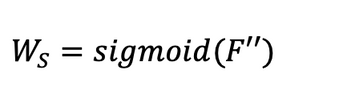 W_S = sigmoid(F'')